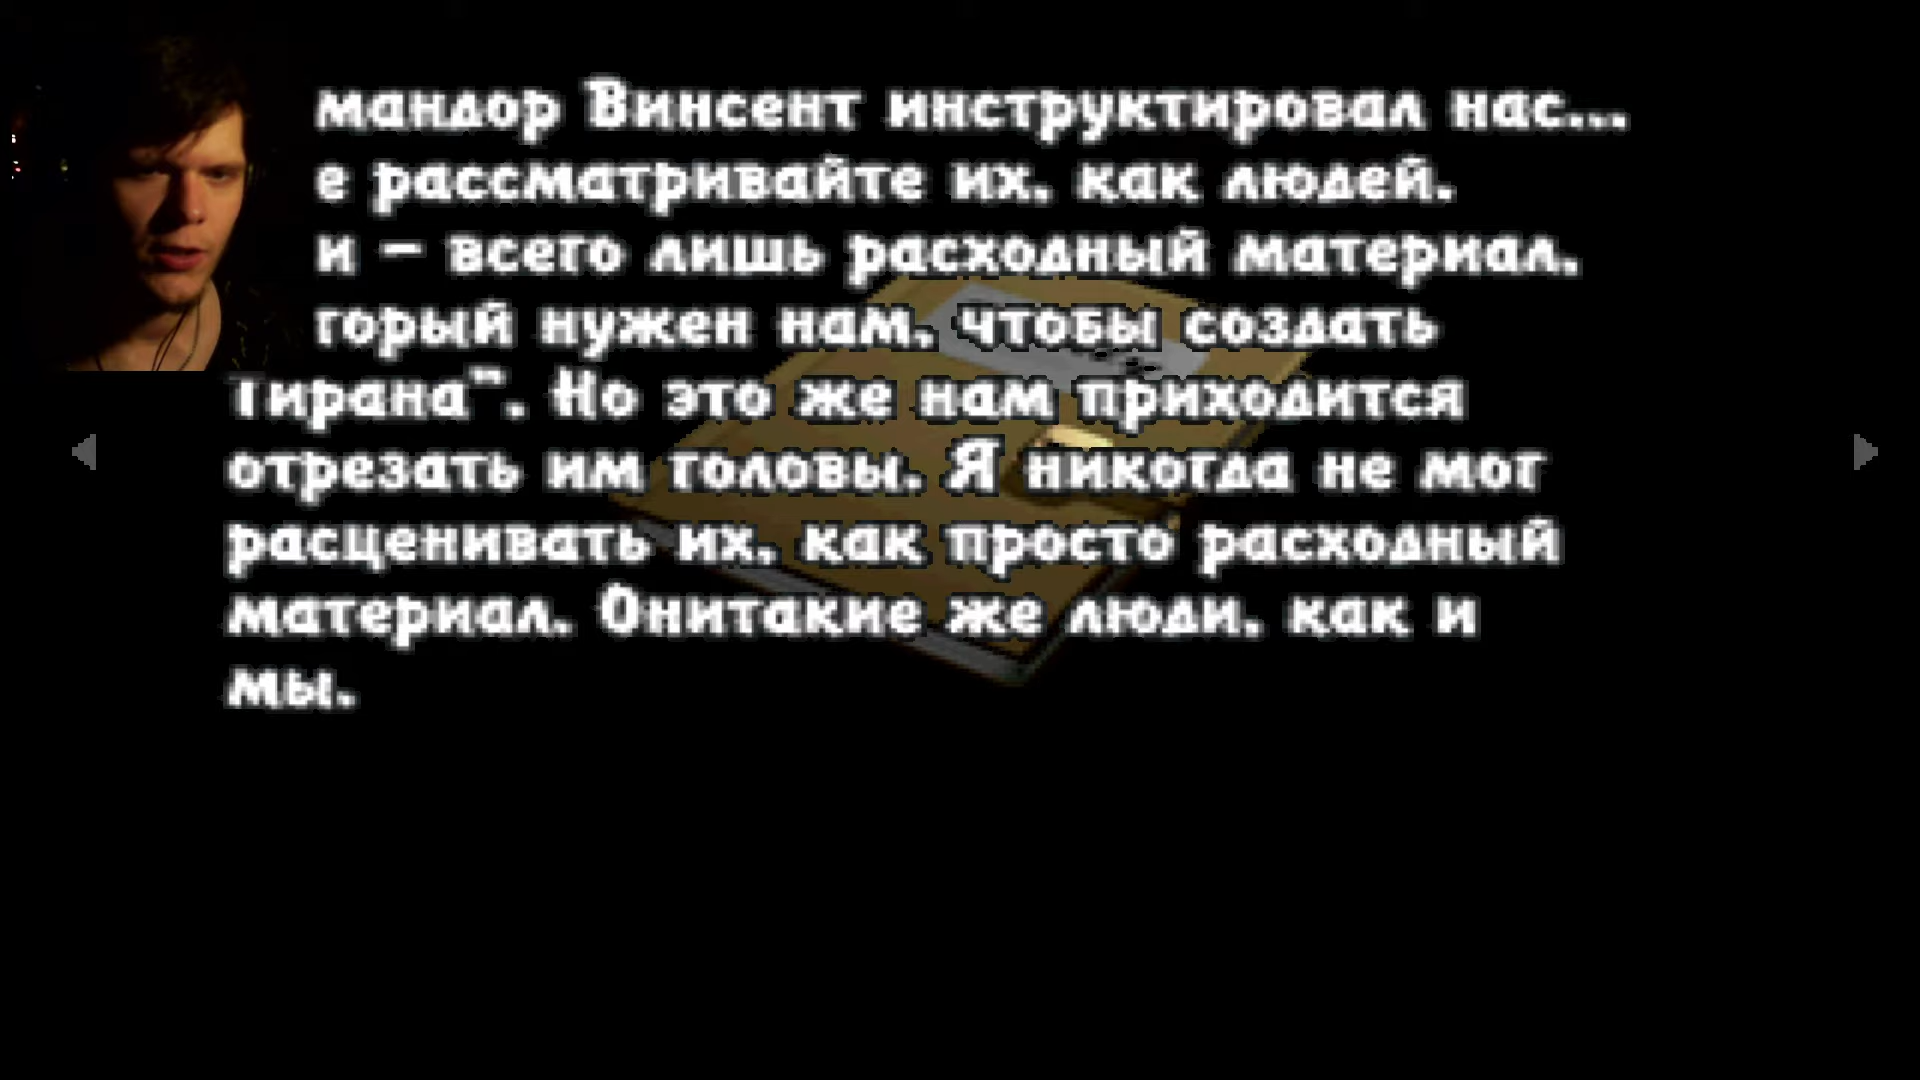 мандор Винсент инструктировал нас...
е рассматривайте их, как людей.
и - всего лишь расходный материал,
торый нужен нам, чтобы создать
Тирана". Но это же нам приходится
отрезать им головы. Я никогда не мог
расценивать их, как просто расходный
материал. Онитакие же люди, как и
мы.